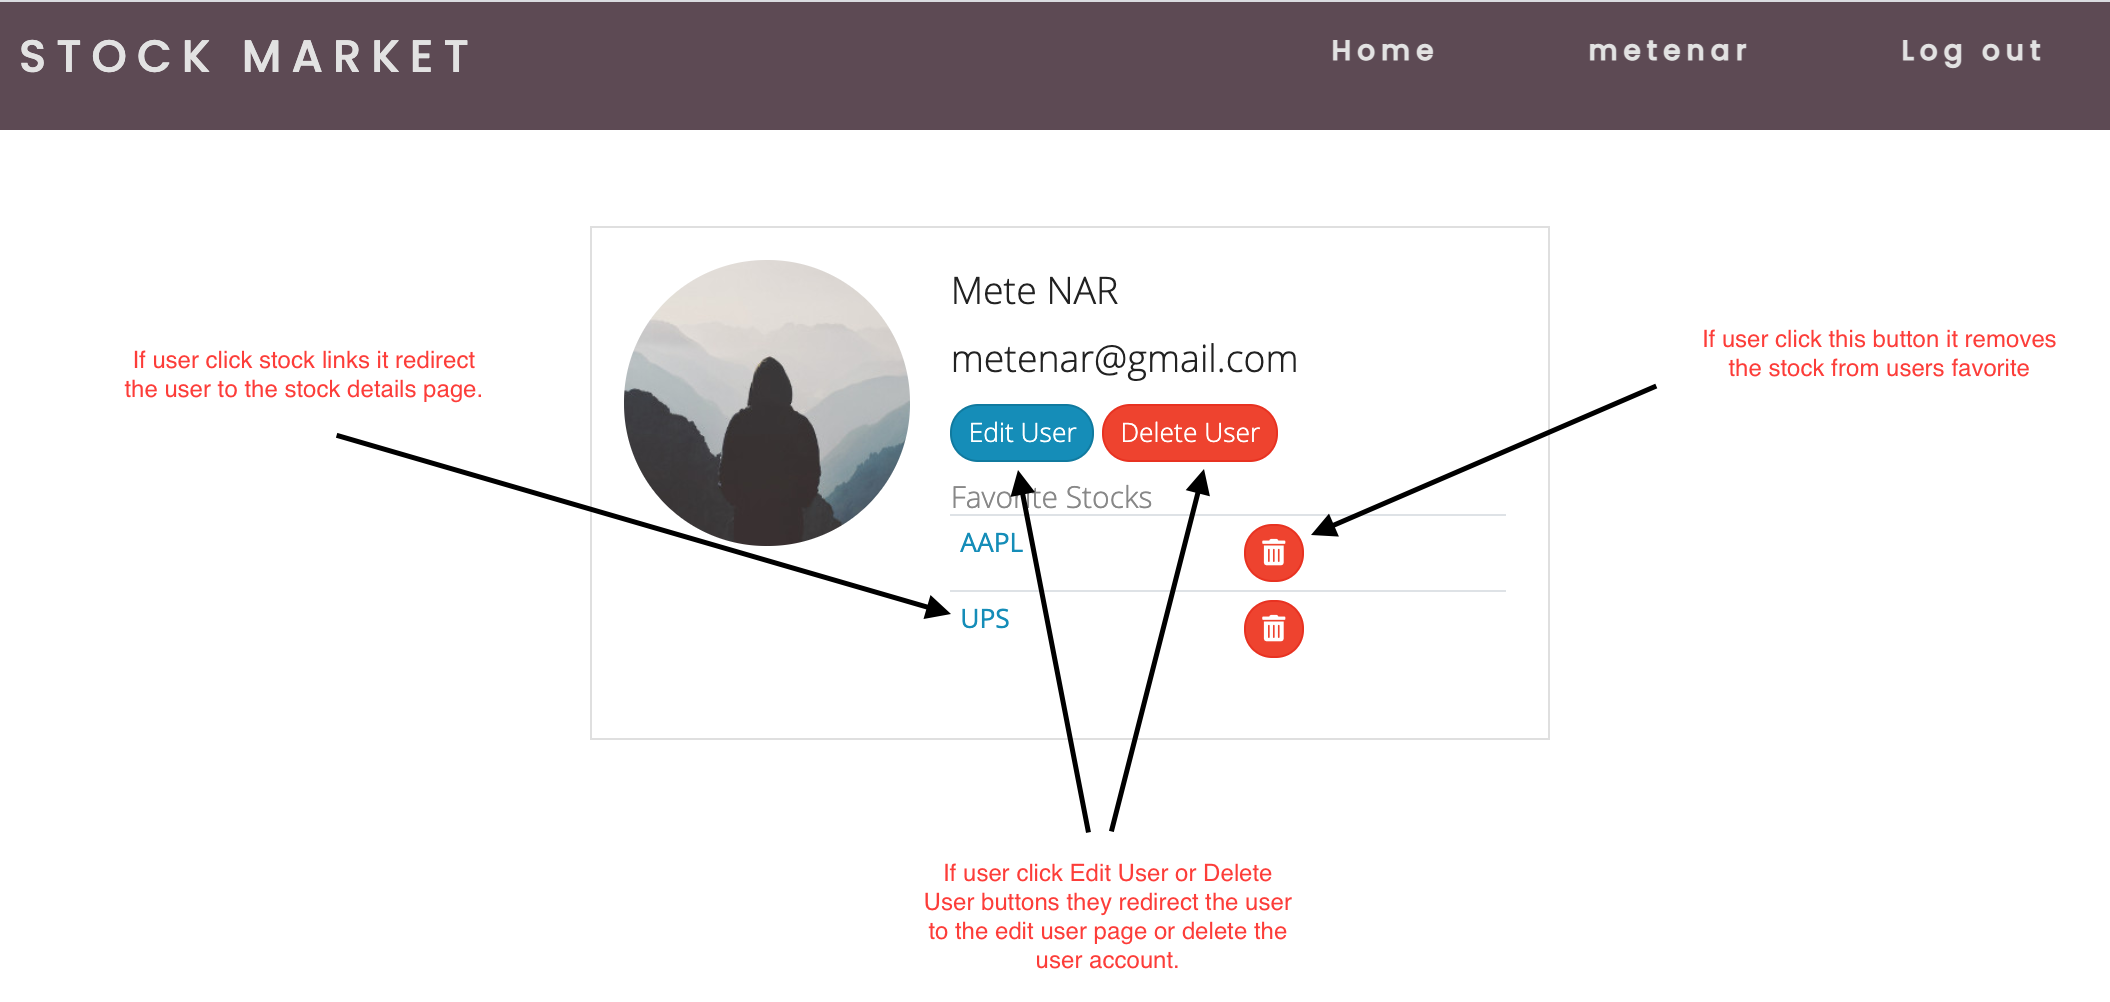 STOCK MARKET
Home
metenar
Log out
Mete NAR
metenar@gmail.com
Edit User
Delete User
Favorite Stocks
AAPL
UPS
If user click stock links it redirect
the user to the stock details page.
If user click this button it removes
the stock from users favorite
If user click Edit User or Delete
User buttons they redirect the user
to the edit user page or delete the
user account.